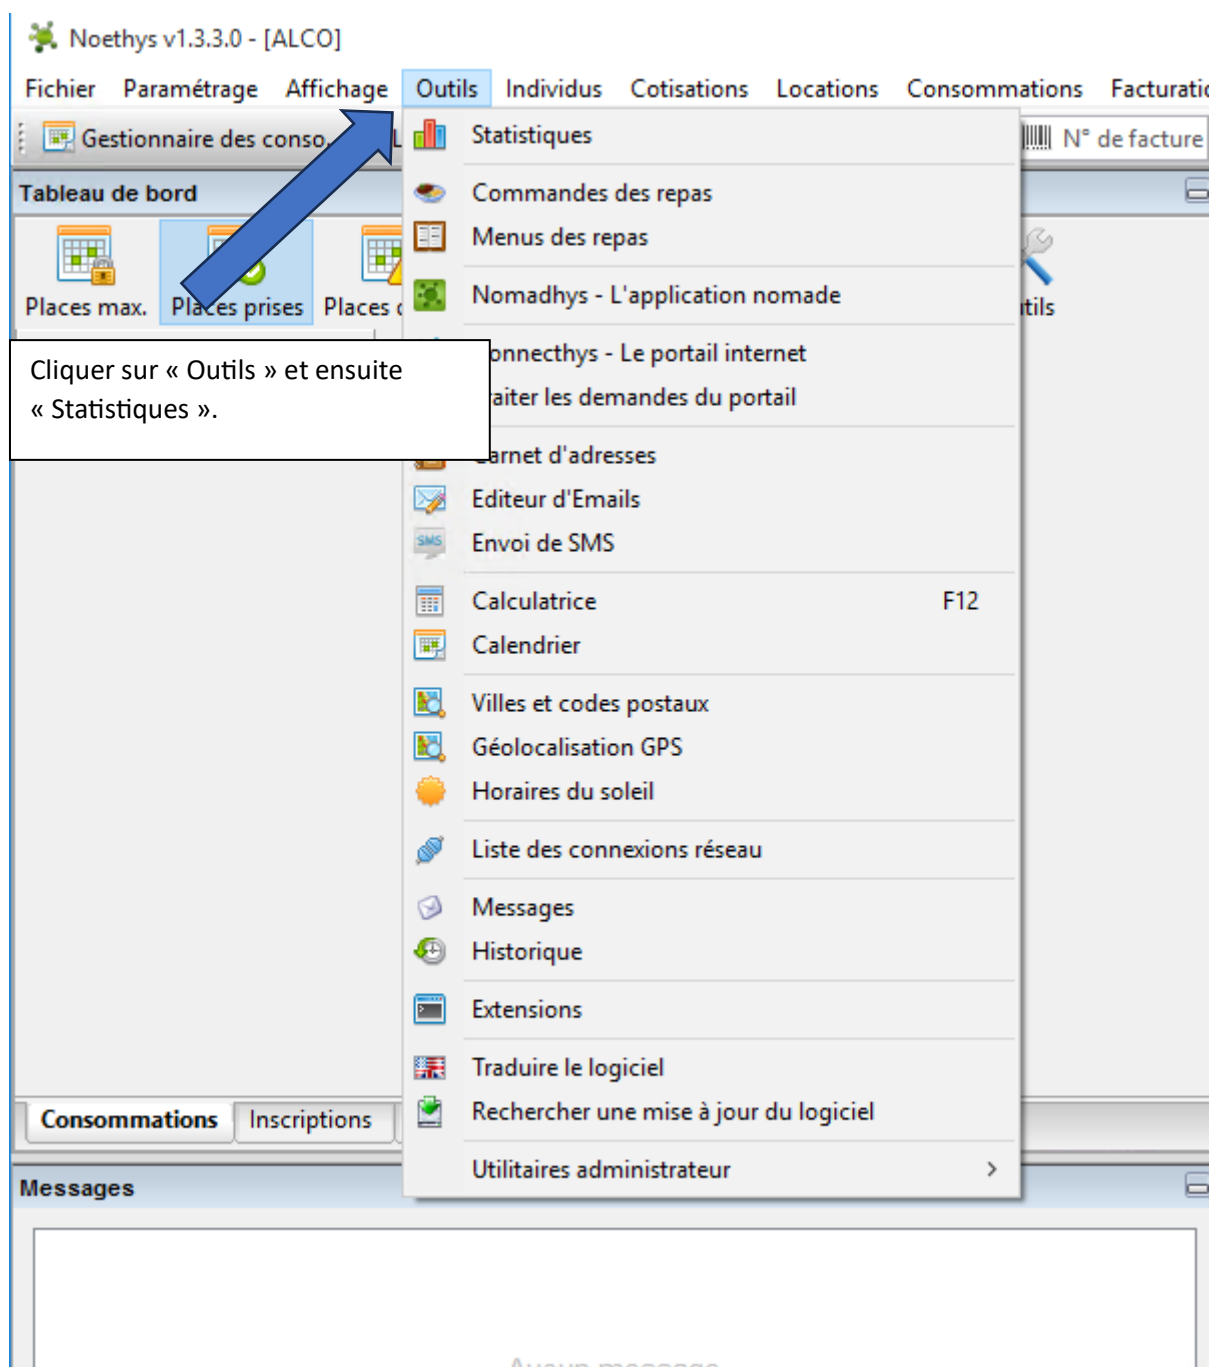 Noethys v1.3.3.0 - [ALCO]
Fichier Paramétrage Affichage Outils Individus Cotisations Locations Consommations
Gestionnaire des conso. N° de facture
Tableau de bord
Places max. Places prises Places
Statistiques
Commandes des repas
Menus des repas
Nomadhys - L'application nomade
Le portail internet
les demandes du portail
Cliquer sur « Outils » et ensuite
« Statistiques ».
Carnet d'adresses
Editeur d'Emails
Envoi de SMS
Calculatrice F12
Calendrier
Villes et codes postaux
Géolocalisation GPS
Horaires du soleil
Liste des connexions réseau
Messages
Historique
Extensions
Traduire le logiciel
Rechercher une mise à jour du logiciel
Utilitaires administrateur
Consommations Inscriptions
Messages